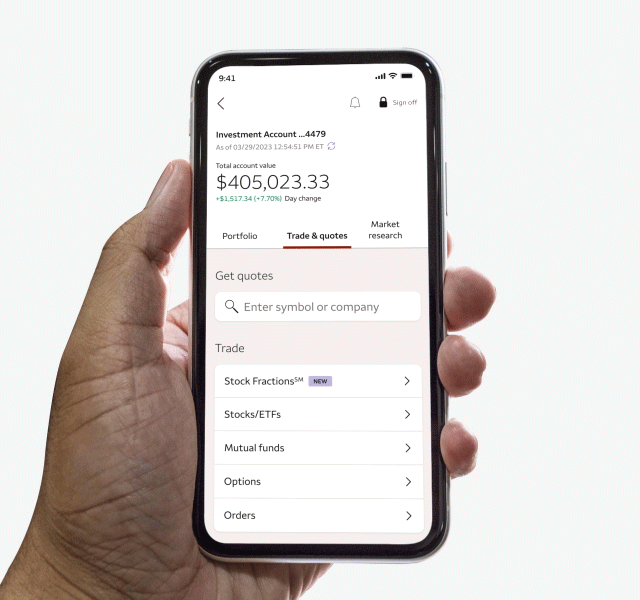 9:41
Sign off
Investment Account ...4479
As of 03/29/2023 12:54:51 PM ET
Total account value
$405,023.33
+$1,517.34 (+7.70%) Day change
Portfolio
Trade & quotes
Market
research
Get quotes
Enter symbol or company
Trade
Stock Fractions℠ NEW
Stocks/ETFs
Mutual funds
Options
Orders